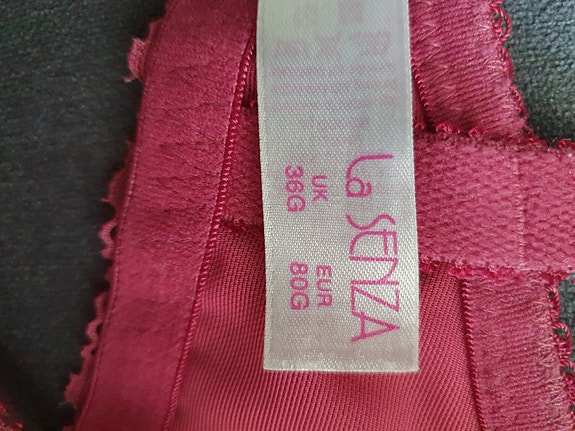 La SENZA
UK EUR
36G 80G